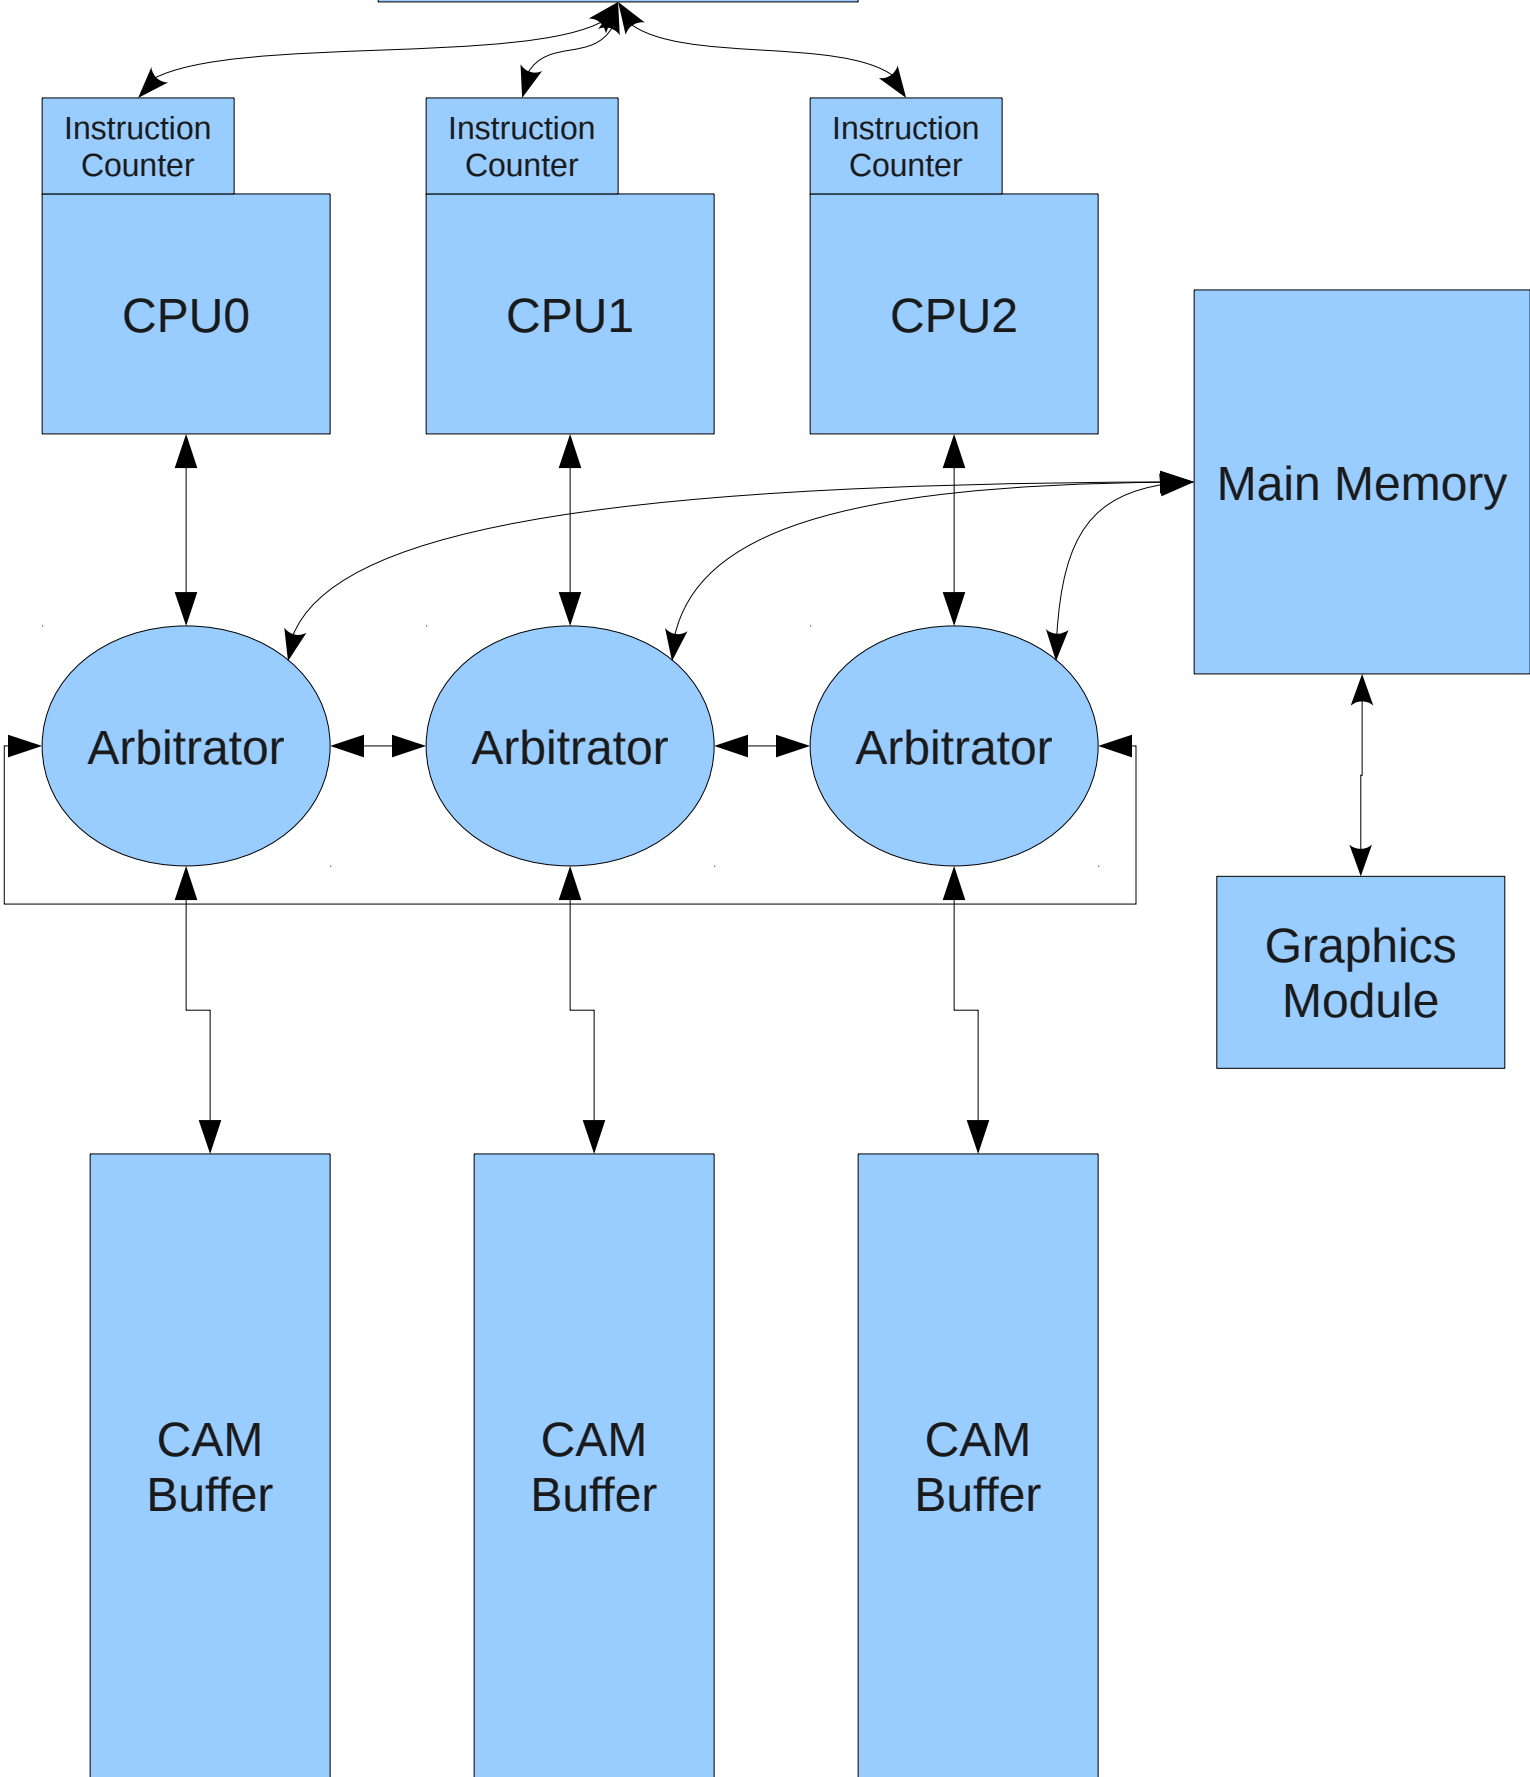 Instruction
Counter
Instruction
Counter
Instruction
Counter
CPU0
CPU1
CPU2
Main Memory
Arbitrator
Arbitrator
Arbitrator
Graphics
Module
CAM
Buffer
CAM
Buffer
CAM
Buffer